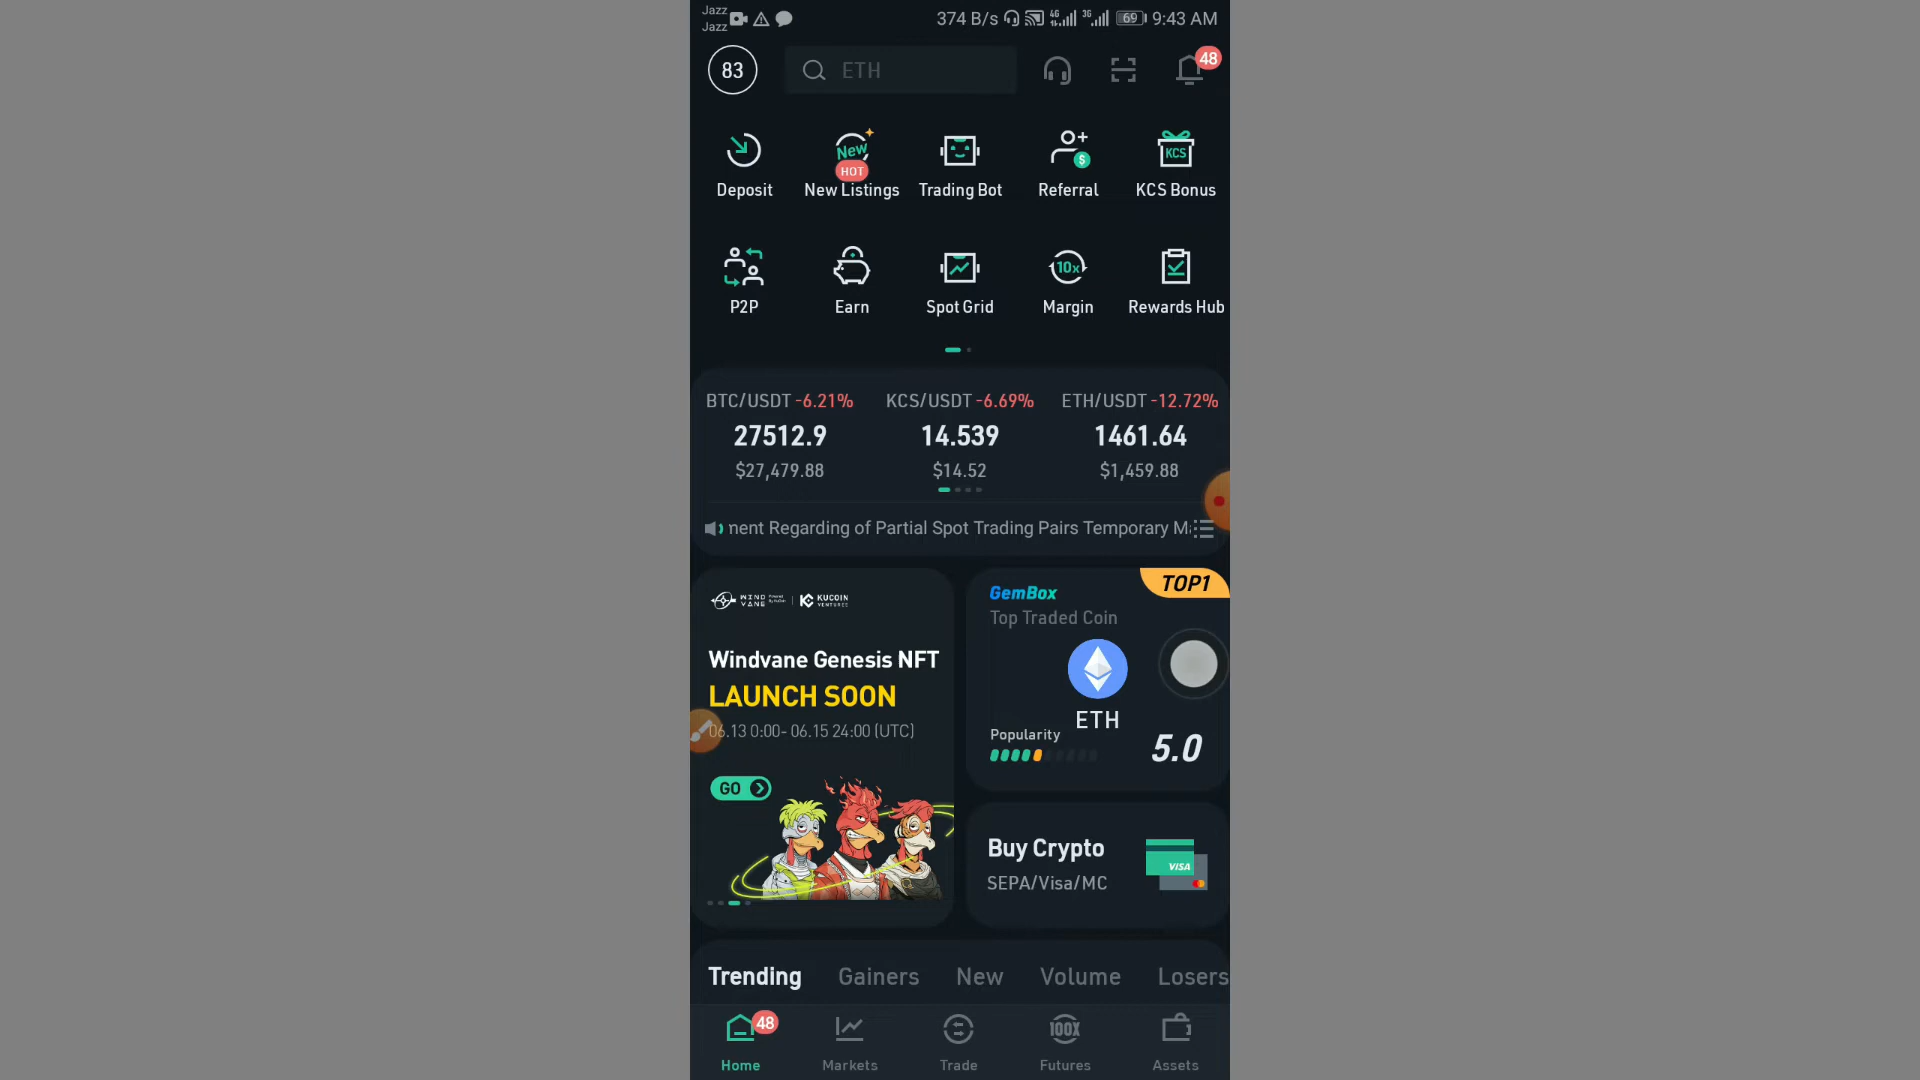 Jazz
Jazz
374 B/s 4G 3G 69 9:43 AM
83 ETH 48
New
HOT
KCS
Deposit New Listings Trading Bot Referral KCS Bonus
10x
P2P Earn Spot Grid Margin Rewards Hub
BTC/USDT -6.21% KCS/USDT -6.69% ETH/USDT -12.72%
27512.9 14.539 1461.64
$27,479.88 $14.52 $1,459.88
nent Regarding of Partial Spot Trading Pairs Temporary M
WIND VANE KUCOIN VENTURES
Windvane Genesis NFT
LAUNCH SOON
06.13 0:00- 06.15 24:00 (UTC)
GO
GemBox TOP1
Top Traded Coin
ETH
Popularity
5.0
Buy Crypto
SEPA/Visa/MC
VISA
Trending Gainers New Volume Losers
48 100X
Home Markets Trade Futures Assets